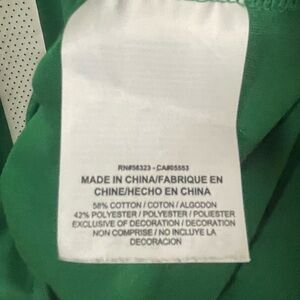 RN#56323 - CA#05553
MADE IN CHINA/FABRIQUE EN
CHINE/HECHO EN CHINA
58% COTTON / COTON / ALGODON
42% POLYESTER / POLYESTER / POLIESTER
EXCLUSIVE OF DECORATION / DECORATION
NON COMPRISE / NO INCLUYE LA
DECORACION